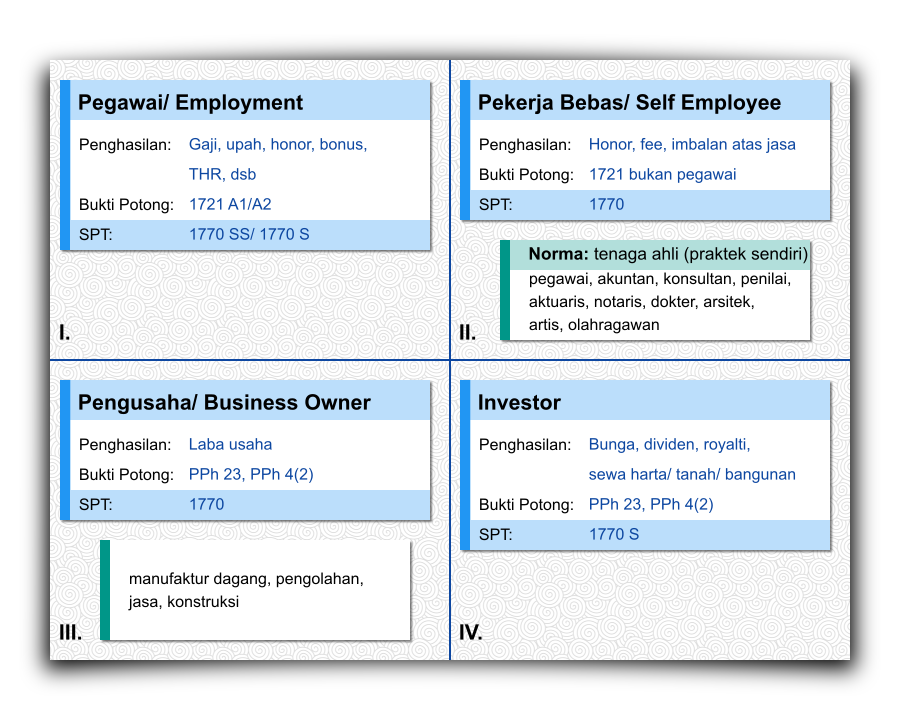 Pegawai/ Employment
Penghasilan: Gaji, upah, honor, bonus,
THR, dsb
Bukti Potong: 1721 A1/A2
SPT: 1770 SS/ 1770 S
I.
Pekerja Bebas/ Self Employee
Penghasilan: Honor, fee, imbalan atas jasa
Bukti Potong: 1721 bukan pegawai
SPT: 1770
Norma: tenaga ahli (praktek sendiri)
pegawai, akuntan, konsultan, penilai,
aktuaris, notaris, dokter, arsitek,
artis, olahragawan
II.
Pengusaha/ Business Owner
Penghasilan: Laba usaha
Bukti Potong: PPh 23, PPh 4(2)
SPT: 1770
manufaktur dagang, pengolahan,
jasa, konstruksi
III.
Investor
Penghasilan: Bunga, dividen, royalti,
sewa harta/ tanah/ bangunan
Bukti Potong: PPh 23, PPh 4(2)
SPT: 1770 S
IV.